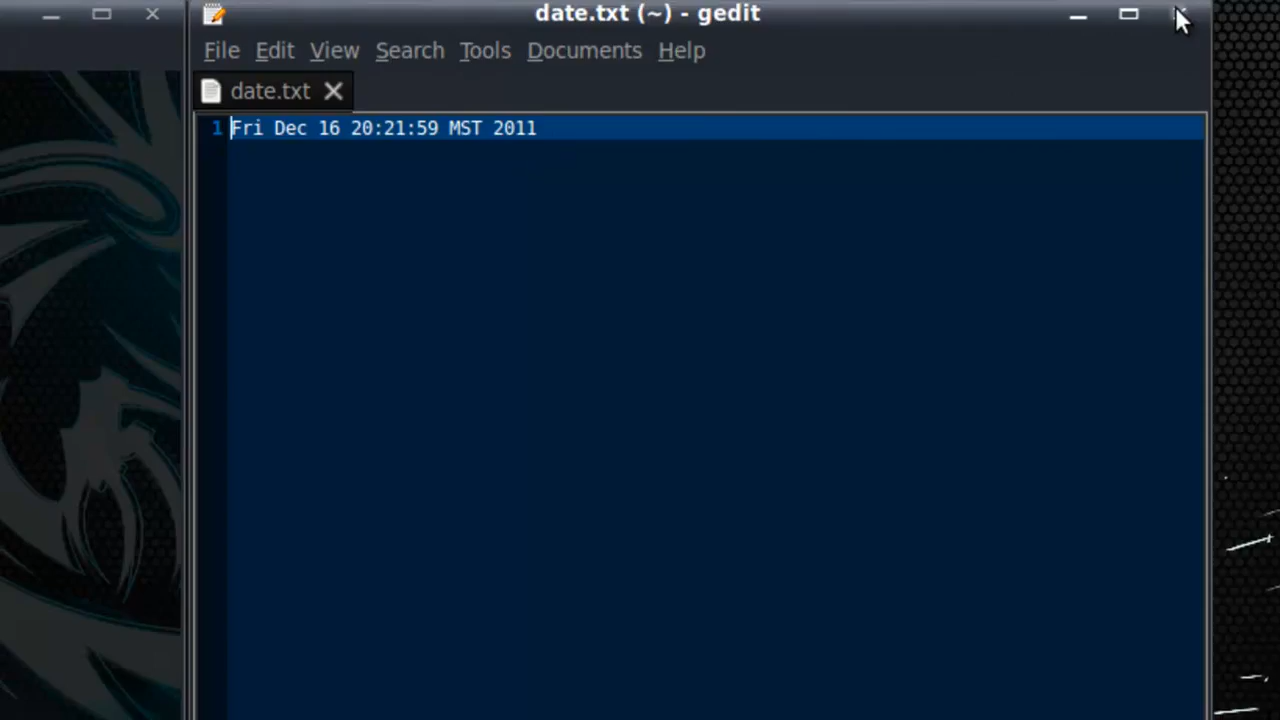 date.txt (~) - gedit
File Edit View Search Tools Documents Help
date.txt
1 Fri Dec 16 20:21:59 MST 2011